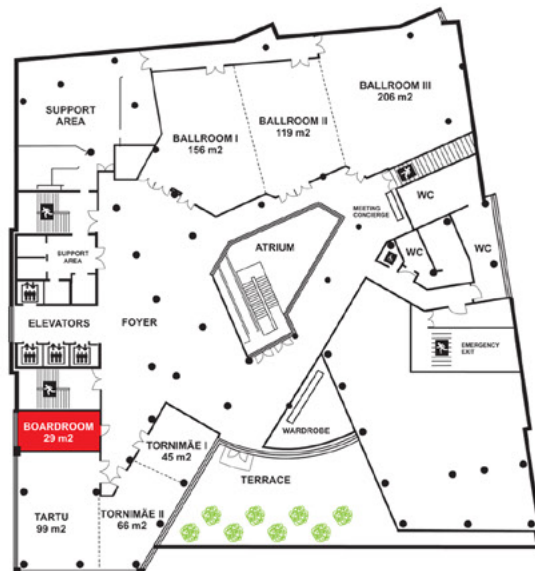 BALLROOM III
206 m2
SUPPORT
AREA
BALLROOM II
119 m2
BALLROOM I
156 m2
WC
MEETING
CONCIERGE
ATRIUM
WC
WC
SUPPORT
AREA
ELEVATORS
FOYER
EMERGENCY
EXIT
BOARDROOM
29 m2
WARDROBE
TORNIMÄE I
45 m2
TERRACE
TARTU
99 m2
TORNIMÄE II
66 m2